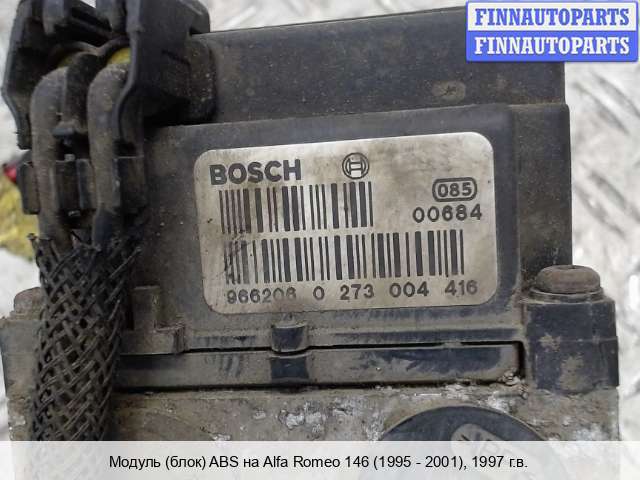 FINNAUTOPARTS
FINNAUTOPARTS
BOSCH
085
00684
966206 0 273 004 416
Модуль (блок) ABS на Alfa Romeo 146 (1995 - 2001), 1997 г.в.